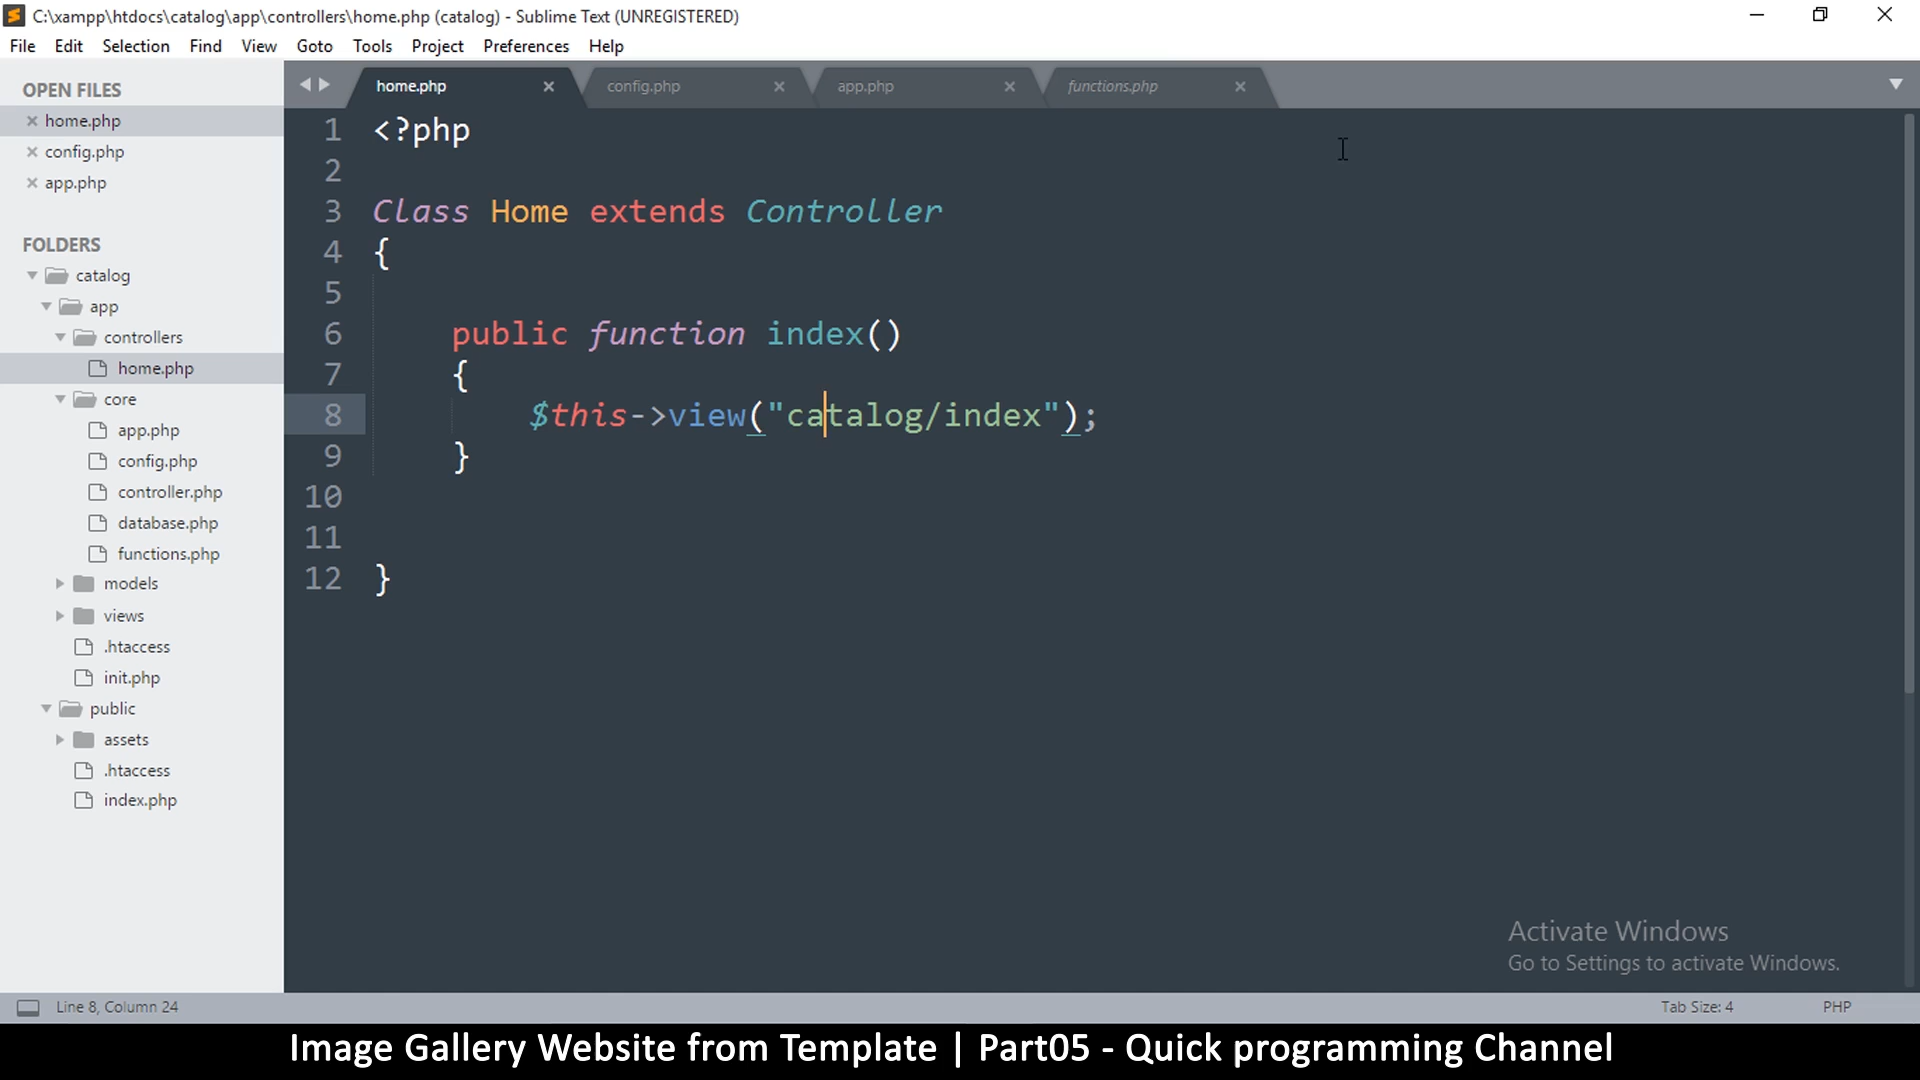 C:\xampp\htdocs\catalog\app\controllers\home.php (catalog) - Sublime Text (UNREGISTERED)
File Edit Selection Find View Goto Tools Project Preferences Help
OPEN FILES
home.php
config.php
app.php
FOLDERS
catalog
app
controllers
home.php
core
app.php
config.php
controller.php
database.php
functions.php
models
views
.htaccess
init.php
public
assets
.htaccess
index.php
home.php config.php app.php functions.php
1 <?php
2
3 Class Home extends Controller
4 {
5
6 public function index()
7 {
8 $this->view("catalog/index");
9 }
10
11
12 }
Activate Windows
Go to Settings to activate Windows.
Line 8, Column 24 Tab Size: 4 PHP
Image Gallery Website from Template | Part05 - Quick programming Channel